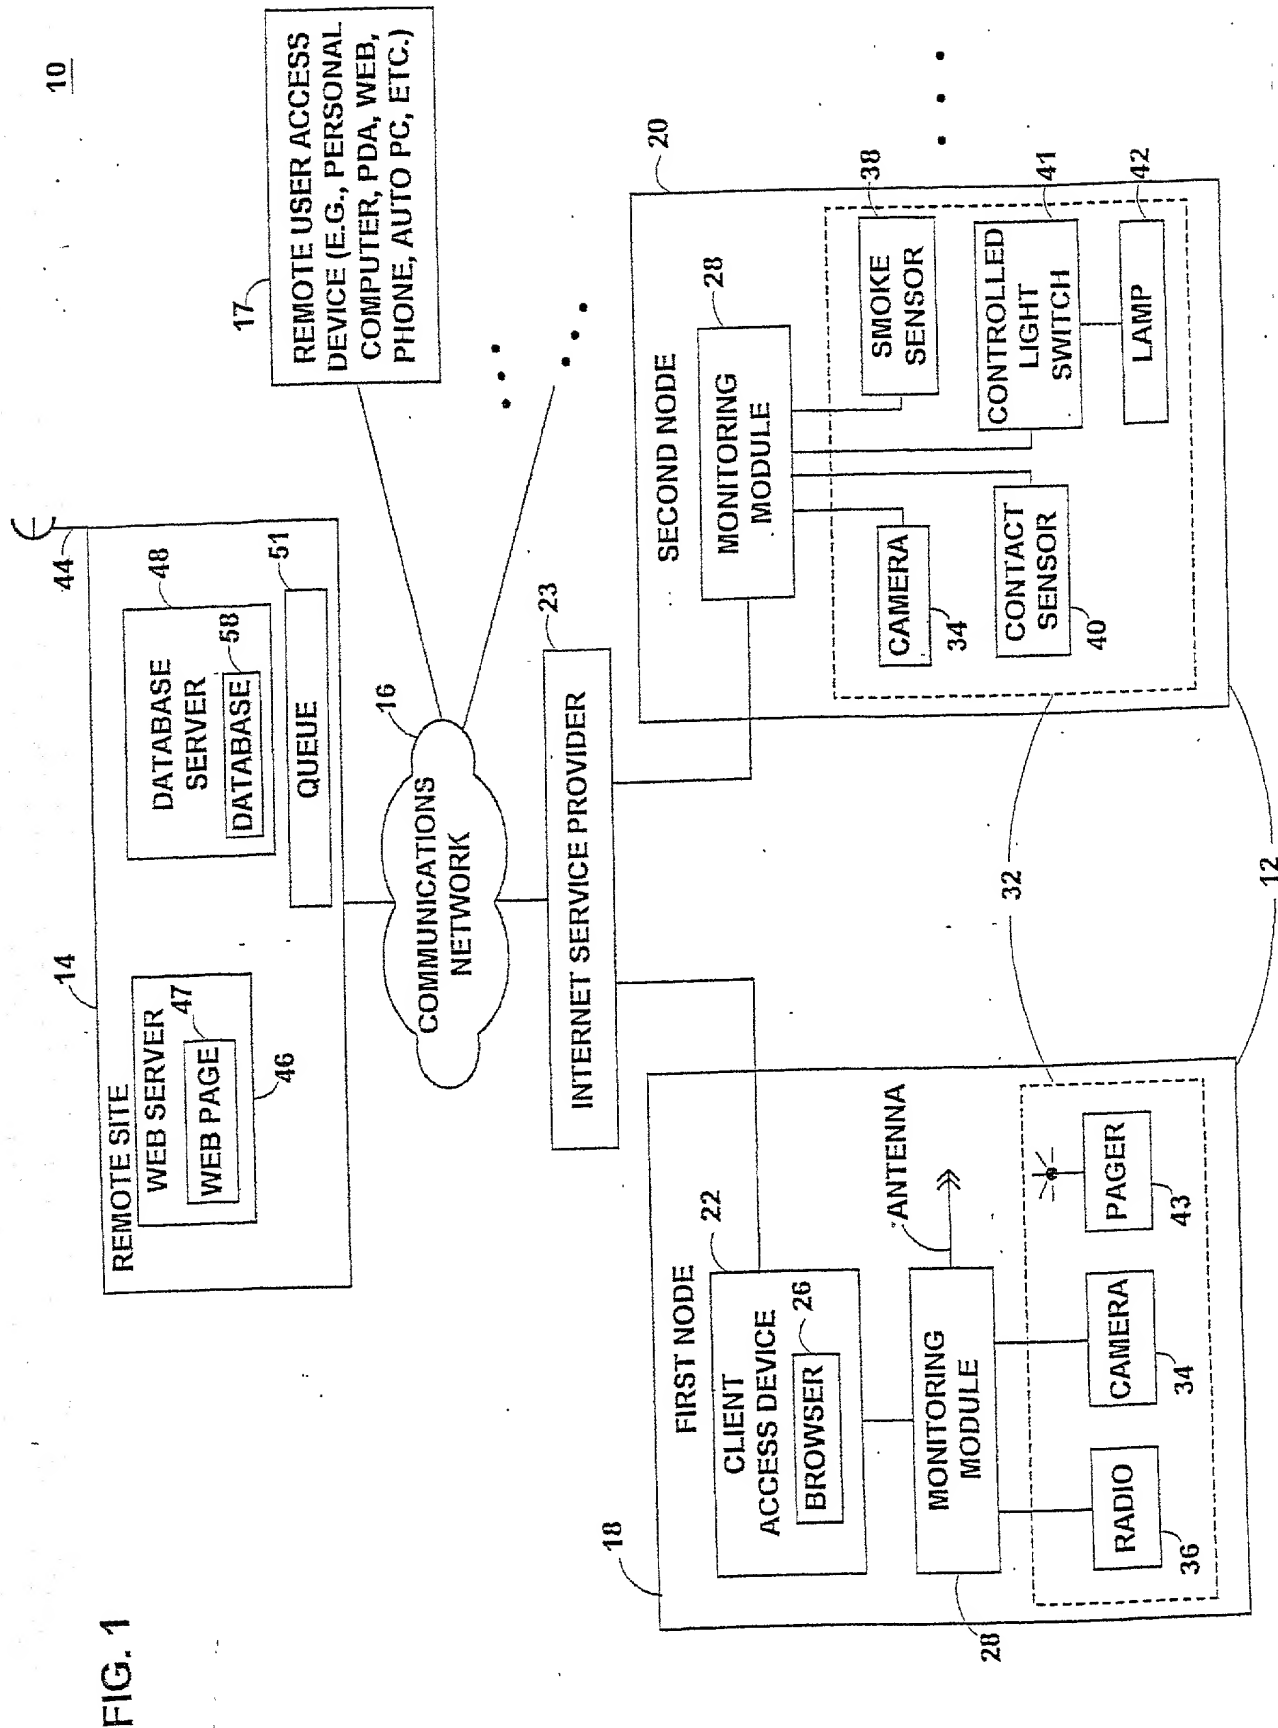 FIG. 1
10
14
REMOTE SITE
WEB SERVER
47
WEB PAGE
46
44
48
DATABASE
SERVER
58
DATABASE
51
QUEUE
17
REMOTE USER ACCESS
DEVICE (E.G., PERSONAL
COMPUTER, PDA, WEB,
PHONE, AUTO PC, ETC.)
16
COMMUNICATIONS
NETWORK
23
INTERNET SERVICE PROVIDER
18
FIRST NODE
22
CLIENT
ACCESS DEVICE
26
BROWSER
ANTENNA
MONITORING
MODULE
28
RADIO
36
CAMERA
34
PAGER
43
32
12
20
SECOND NODE
28
MONITORING
MODULE
CAMERA
34
SMOKE
SENSOR
38
CONTACT
SENSOR
40
CONTROLLED
LIGHT
SWITCH
41
LAMP
42